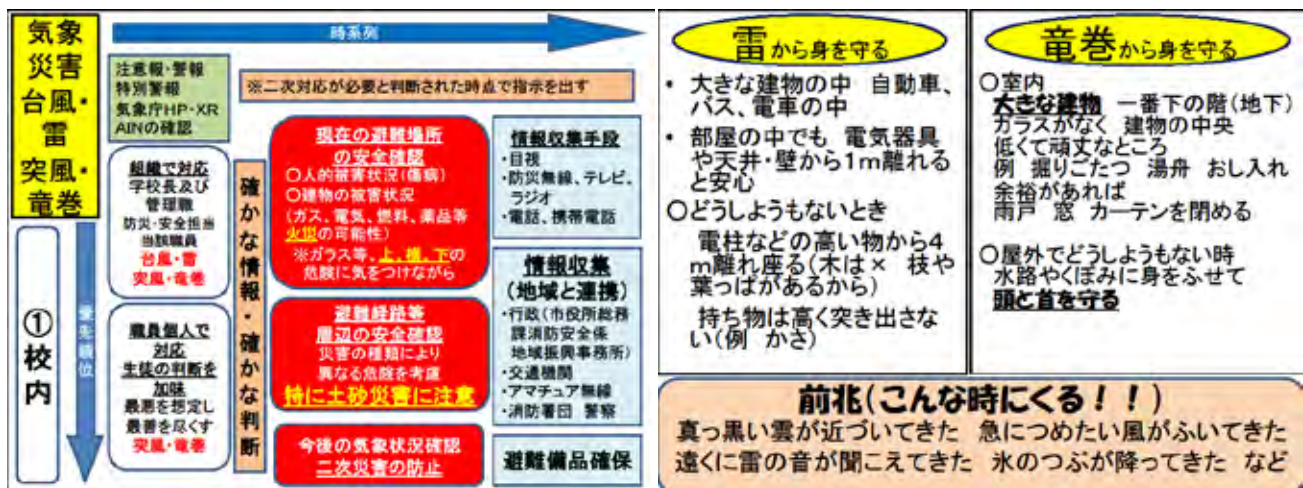 気象
災害
台風・
雷
突風・
竜巻
時系列
注意報・警報
特別警報
気象庁HP・XR
AINの確認
※二次対応が必要と判断された時点で指示を出す
①校内
優先順位
組織で対応
学校長及び
管理職
防災・安全担当
当該職員
台風・雷
突風・竜巻
職員個人で
対応
生徒の判断を
加味
最悪を想定し
最善を尽くす
突風・竜巻
確かな情報・確かな判断
現在の避難場所
の安全確認
〇人的被害状況(傷病)
〇建物の被害状況
(ガス、電気、燃料、薬品等
火災の可能性)
※ガラス等、上、横、下の
危険に気をつけながら
避難経路等
周辺の安全確認
災害の種類により
異なる危険を考慮
特に土砂災害に注意
今後の気象状況確認
二次災害の防止
情報収集手段
・目視
・防災無線、テレビ、
ラジオ
・電話、携帯電話
情報収集
(地域と連携)
・行政(市役所総務
課消防安全係
地域振興事務所)
・交通機関
・アマチュア無線
・消防署団 警察
避難備品確保
雷から身を守る
• 大きな建物の中 自動車、
バス、電車の中
• 部屋の中でも 電気器具
や天井・壁から1m離れる
と安心
〇どうしようもないとき
電柱などの高い物から4
m離れ座る(木は× 枝や
葉っぱがあるから)
持ち物は高く突き出さな
い(例 かさ)
竜巻から身を守る
〇室内
大きな建物 一番下の階(地下)
ガラスがなく 建物の中央
低くて頑丈なところ
例 掘りごたつ 湯舟 おし入れ
余裕があれば
雨戸 窓 カーテンを閉める
〇屋外でどうしようもない時
水路やくぼみに身をふせて
頭と首を守る
前兆(こんな時にくる！！)
真っ黒い雲が近づいてきた 急につめたい風がふいてきた
遠くに雷の音が聞こえてきた 氷のつぶが降ってきた など